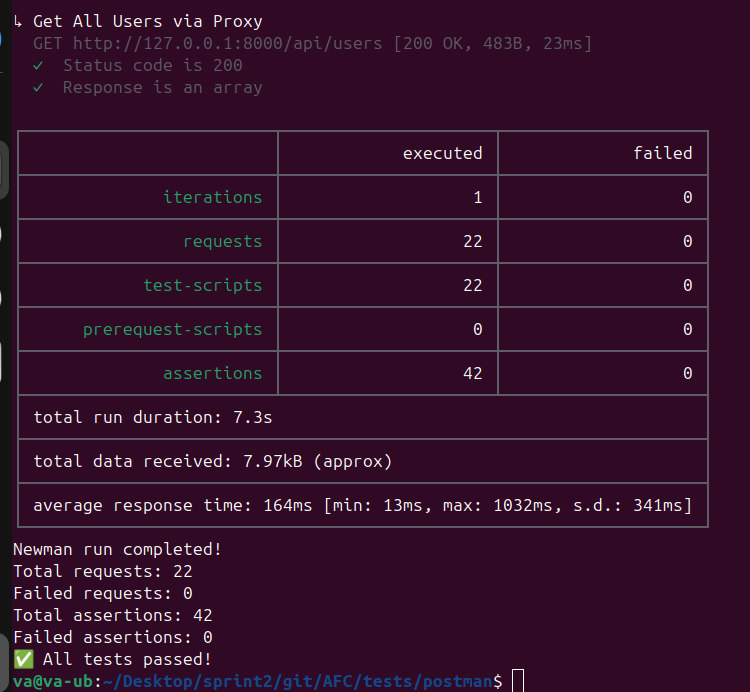 ↳ Get All Users via Proxy
GET http://127.0.0.1:8000/api/users [200 OK, 483B, 23ms]
✓ Status code is 200
✓ Response is an array
executed failed
iterations 1 0
requests 22 0
test-scripts 22 0
prerequest-scripts 0 0
assertions 42 0
total run duration: 7.3s
total data received: 7.97kB (approx)
average response time: 164ms [min: 13ms, max: 1032ms, s.d.: 341ms]
Newman run completed!
Total requests: 22
Failed requests: 0
Total assertions: 42
Failed assertions: 0
✅ All tests passed!
va@va-ub:~/Desktop/sprint2/git/AFC/tests/postman$